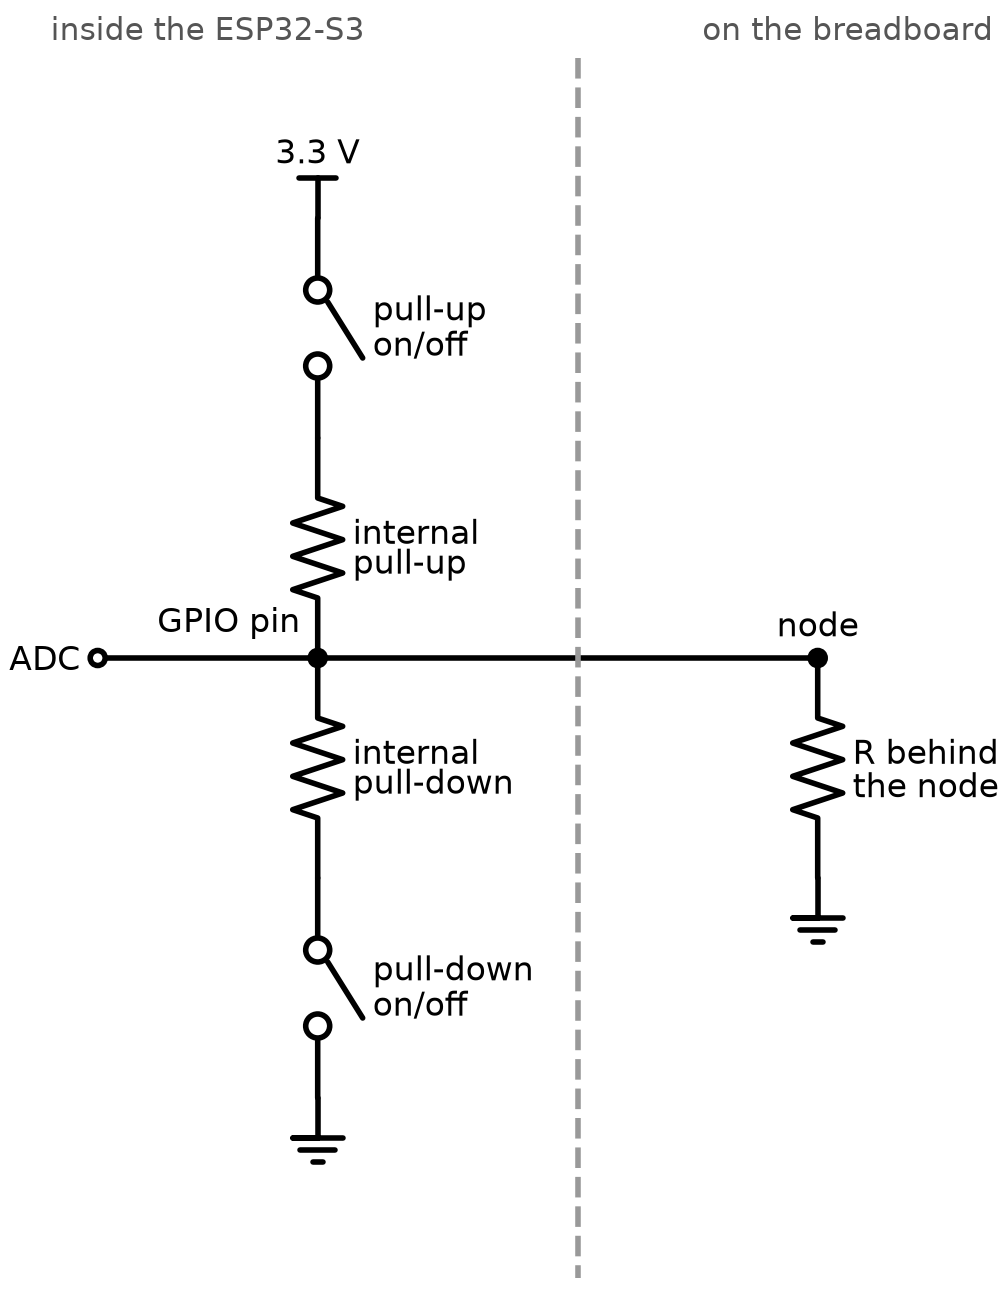 inside the ESP32-S3
on the breadboard
3.3 V
pull-up
on/off
internal
pull-up
GPIO pin
node
ADC
internal
pull-down
R behind
the node
pull-down
on/off